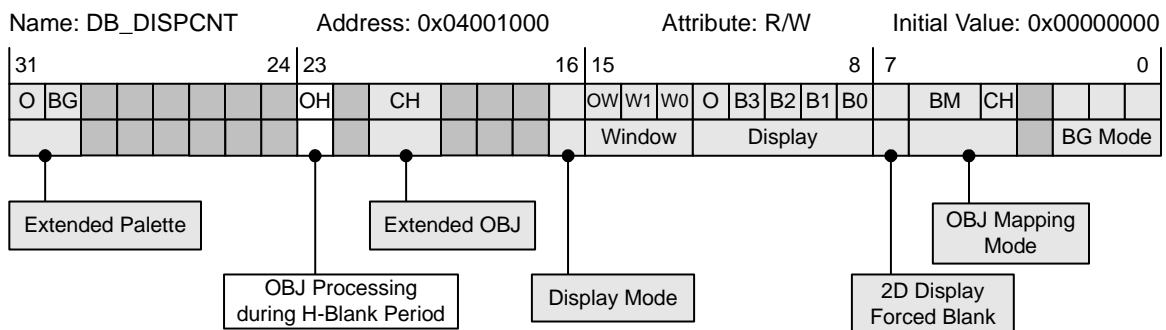 Name: DB_DISPCNT Address: 0x04001000 Attribute: R/W Initial Value: 0x00000000
31 24 23 16 15 8 7 0
O BG OH CH OW W1 W0 O B3 B2 B1 B0 BM CH
Window Display BG Mode
Extended Palette
Extended OBJ
OBJ Mapping
Mode
OBJ Processing
during H-Blank Period
Display Mode
2D Display
Forced Blank